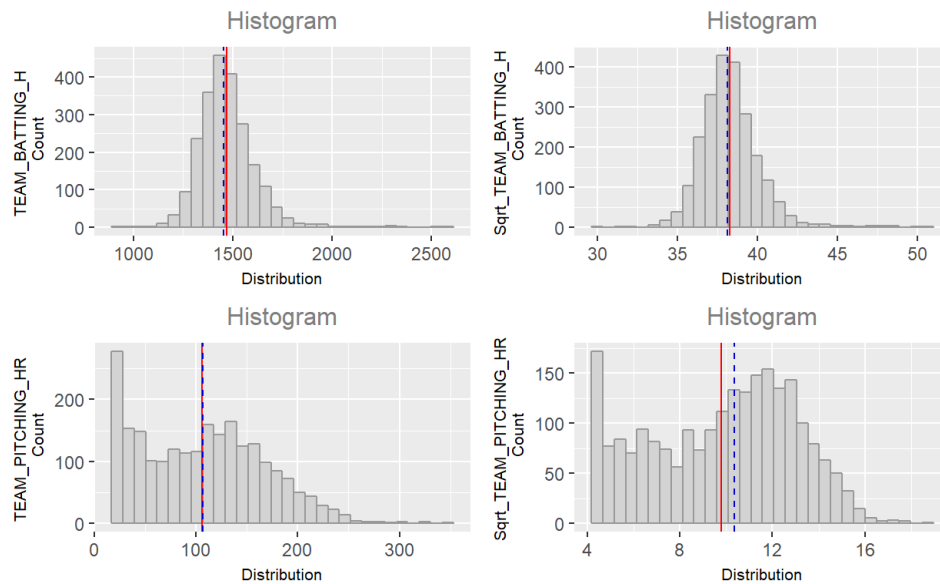 Histogram
TEAM_BATTING_H
Count
400
300
200
100
0
1000
1500
2000
2500
Distribution
Histogram
Sqrt_TEAM_BATTING_H
Count
400
300
200
100
0
30
35
40
45
50
Distribution
Histogram
TEAM_PITCHING_HR
Count
200
100
0
0
100
200
300
Distribution
Histogram
Sqrt_TEAM_PITCHING_HR
Count
150
100
50
0
4
8
12
16
Distribution